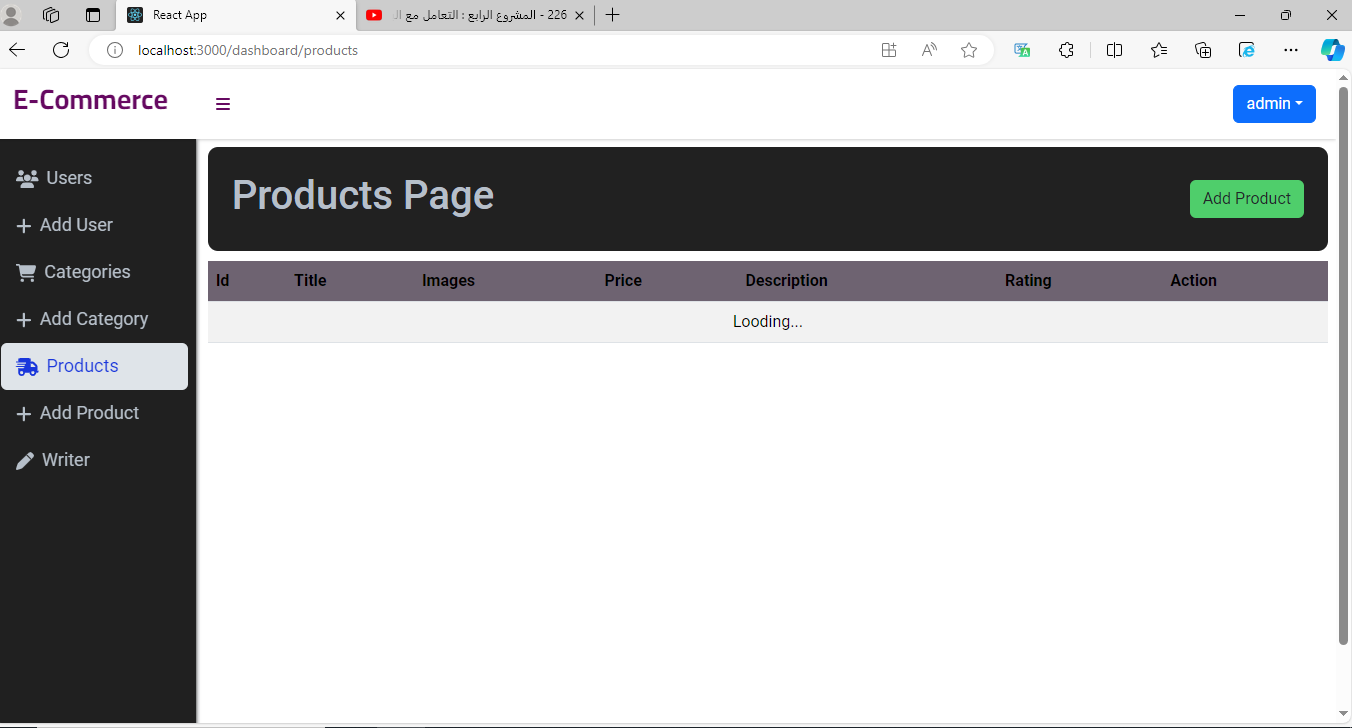 React App
226 - المشروع الرابع : التعامل مع ال
localhost:3000/dashboard/products
E-Commerce
admin
Users
Add User
Categories
Add Category
Products
Add Product
Writer
Products Page
Add Product
Id Title Images Price Description Rating Action
Looding...